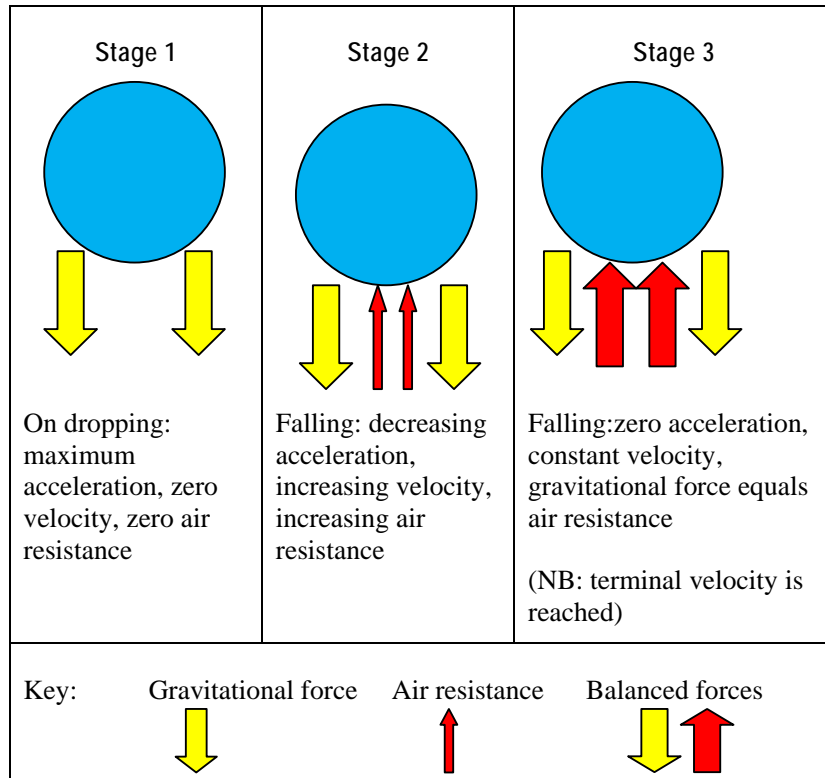 Stage 1
Stage 2
Stage 3
On dropping:
maximum
acceleration, zero
velocity, zero air
resistance
Falling: decreasing
acceleration,
increasing velocity,
increasing air
resistance
Falling:zero acceleration,
constant velocity,
gravitational force equals
air resistance
(NB: terminal velocity is
reached)
Key: Gravitational force Air resistance Balanced forces